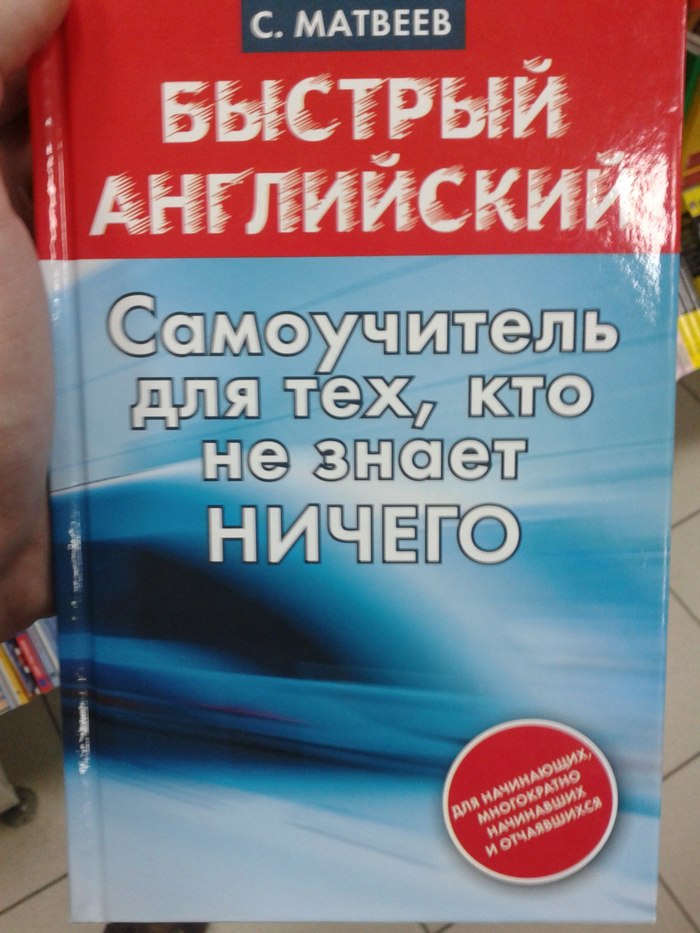 С. МАТВЕЕВ
БЫСТРЫЙ
АНГЛИЙСКИЙ
Самоучитель
для тех, кто
не знает
НИЧЕГО
ДЛЯ НАЧИНАЮЩИХ,
МНОГОКРАТНО
НАЧИНАВШИХ
И ОТЧАЯВШИХСЯ